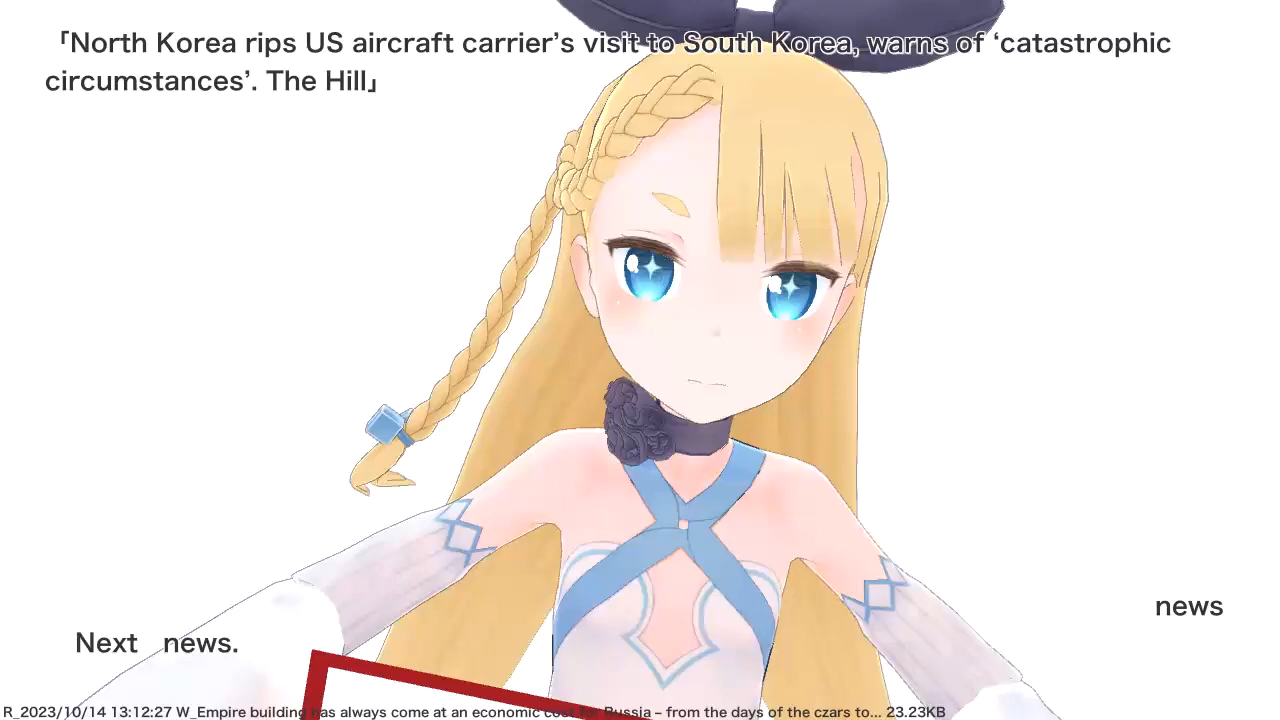 「North Korea rips US aircraft carrier’s visit to South Korea, warns of ‘catastrophic
circumstances’. The Hill」
news
Next news.
R_2023/10/14 13:12:27 W_Empire building has always come at an economic cost for Russia – from the days of the czars to... 23.23KB